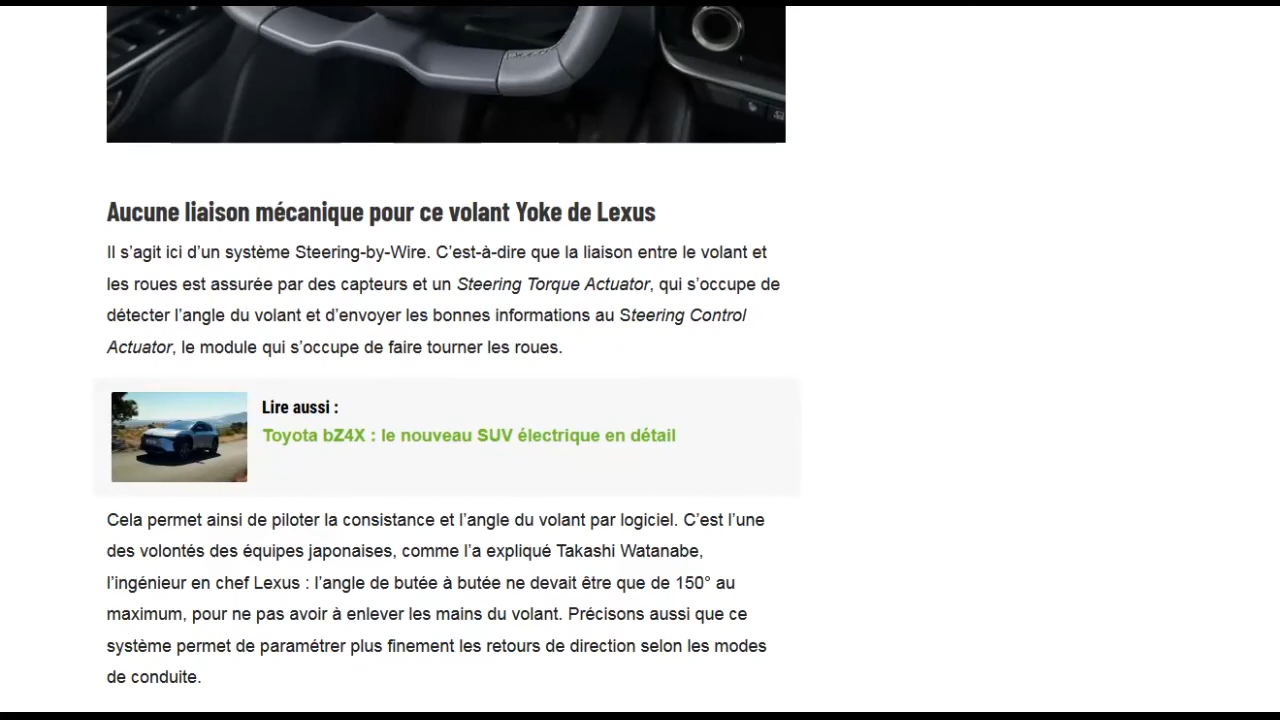 Aucune liaison mécanique pour ce volant Yoke de Lexus
Il s’agit ici d’un système Steering-by-Wire. C’est-à-dire que la liaison entre le volant et
les roues est assurée par des capteurs et un Steering Torque Actuator, qui s’occupe de
détecter l’angle du volant et d’envoyer les bonnes informations au Steering Control
Actuator, le module qui s’occupe de faire tourner les roues.
Lire aussi :
Toyota bZ4X : le nouveau SUV électrique en détail
Cela permet ainsi de piloter la consistance et l’angle du volant par logiciel. C’est l’une
des volontés des équipes japonaises, comme l’a expliqué Takashi Watanabe,
l’ingénieur en chef Lexus : l’angle de butée à butée ne devait être que de 150° au
maximum, pour ne pas avoir à enlever les mains du volant. Précisons aussi que ce
système permet de paramétrer plus finement les retours de direction selon les modes
de conduite.